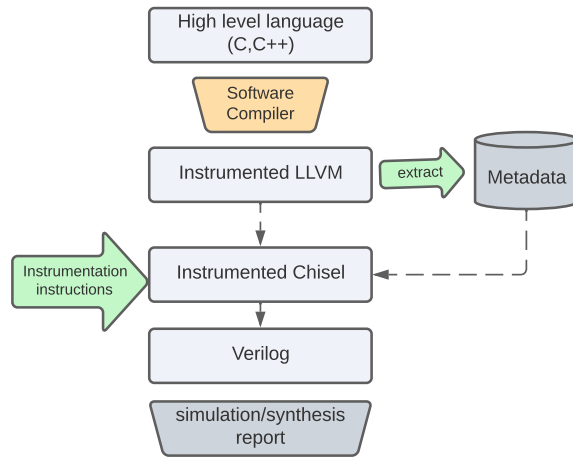 High level language
(C,C++)
Software
Compiler
Instrumented LLVM
extract
Metadata
Instrumentation
instructions
Instrumented Chisel
Verilog
simulation/synthesis
report